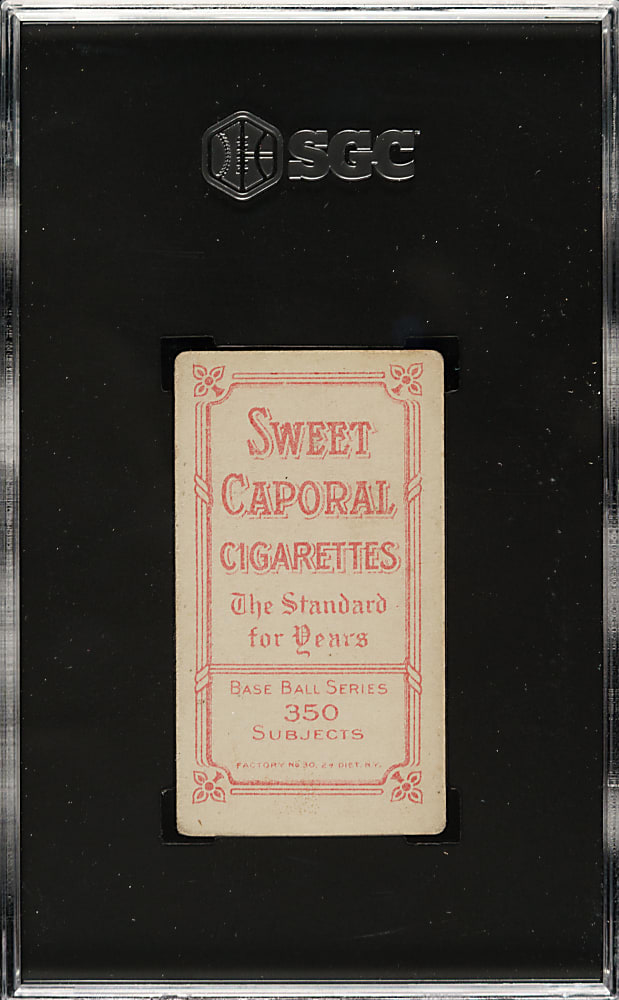 SGC
SWEET
CAPORAL
CIGARETTES
The Standard
for Years
BASE BALL SERIES
350
SUBJECTS
FACTORY No 30, 2d DIST. N.Y.